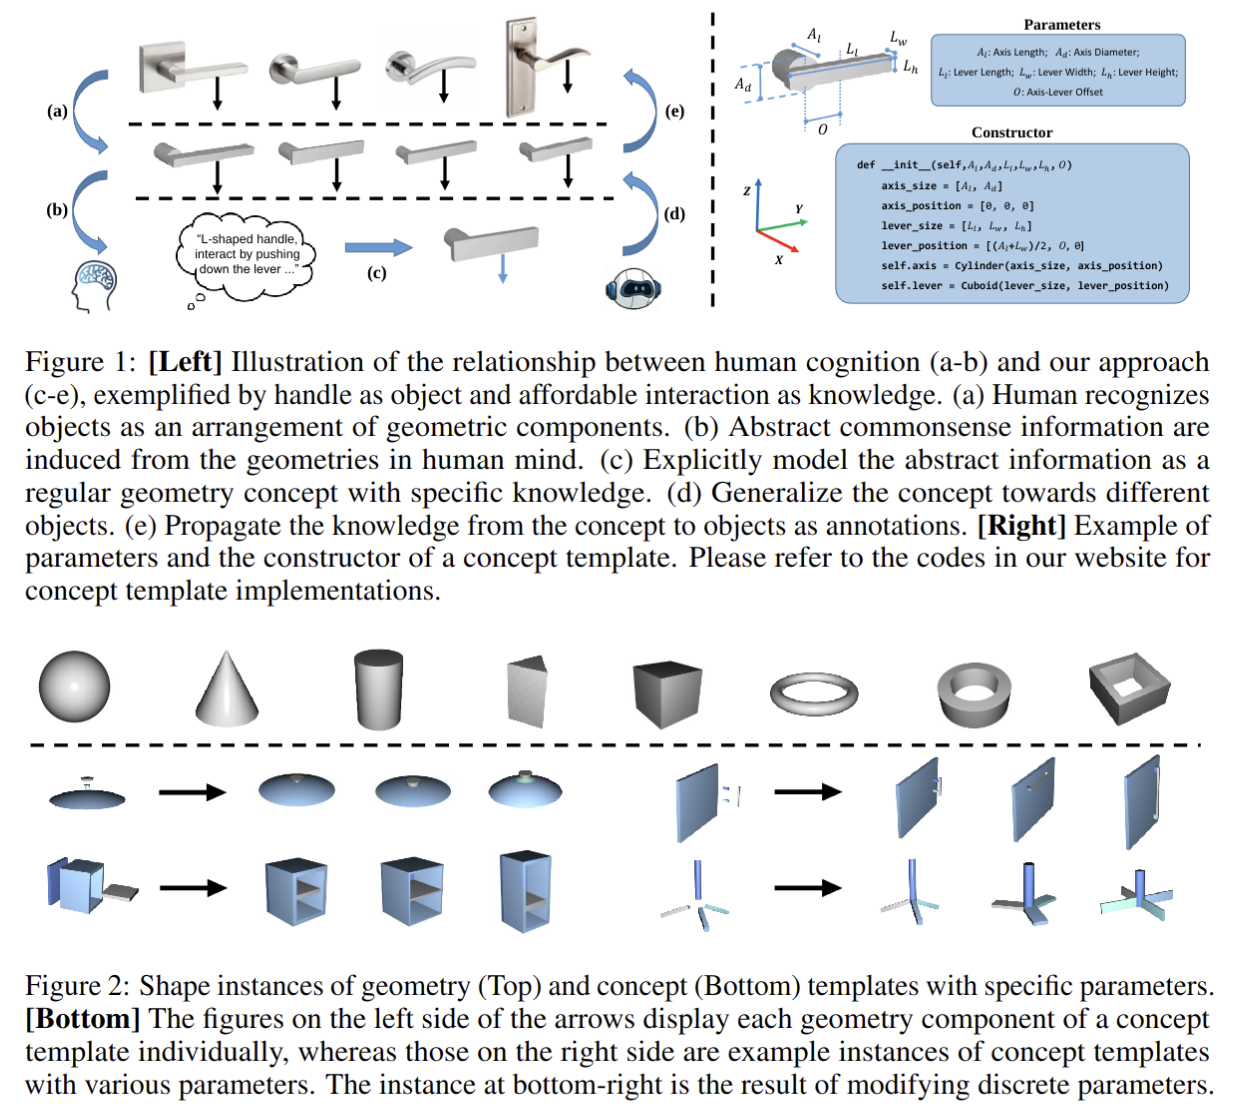 (a)
(b)
"L-shaped handle,
interact by pushing
down the lever ..."
(c)
(d)
(e)
Parameters
A_l: Axis Length; A_d: Axis Diameter;
L_l: Lever Length; L_w: Lever Width; L_h: Lever Height;
O: Axis-Lever Offset
A_l
L_l
L_w
L_h
A_d
O
Constructor
def __init__(self,A_l,A_d,L_l,L_w,L_h, O)
axis_size = [A_l, A_d]
axis_position = [0, 0, 0]
lever_size = [L_l, L_w, L_h]
lever_position = [(A_l+L_w)/2, O, 0]
self.axis = Cylinder(axis_size, axis_position)
self.lever = Cuboid(lever_size, lever_position)
Z
Y
X
Figure 1: [Left] Illustration of the relationship between human cognition (a-b) and our approach
(c-e), exemplified by handle as object and affordable interaction as knowledge. (a) Human recognizes
objects as an arrangement of geometric components. (b) Abstract commonsense information are
induced from the geometries in human mind. (c) Explicitly model the abstract information as a
regular geometry concept with specific knowledge. (d) Generalize the concept towards different
objects. (e) Propagate the knowledge from the concept to objects as annotations. [Right] Example of
parameters and the constructor of a concept template. Please refer to the codes in our website for
concept template implementations.
Figure 2: Shape instances of geometry (Top) and concept (Bottom) templates with specific parameters.
[Bottom] The figures on the left side of the arrows display each geometry component of a concept
template individually, whereas those on the right side are example instances of concept templates
with various parameters. The instance at bottom-right is the result of modifying discrete parameters.